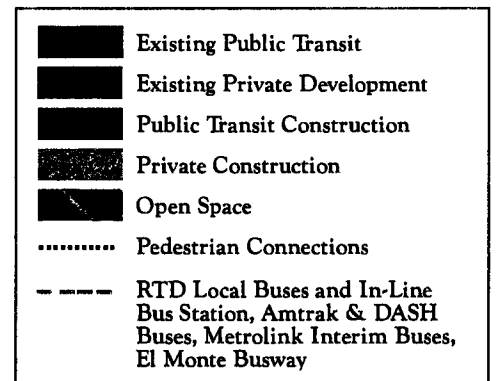 Existing Public Transit
Existing Private Development
Public Transit Construction
Private Construction
Open Space
Pedestrian Connections
RTD Local Buses and In-Line
Bus Station, Amtrak & DASH
Buses, Metrolink Interim Buses,
El Monte Busway